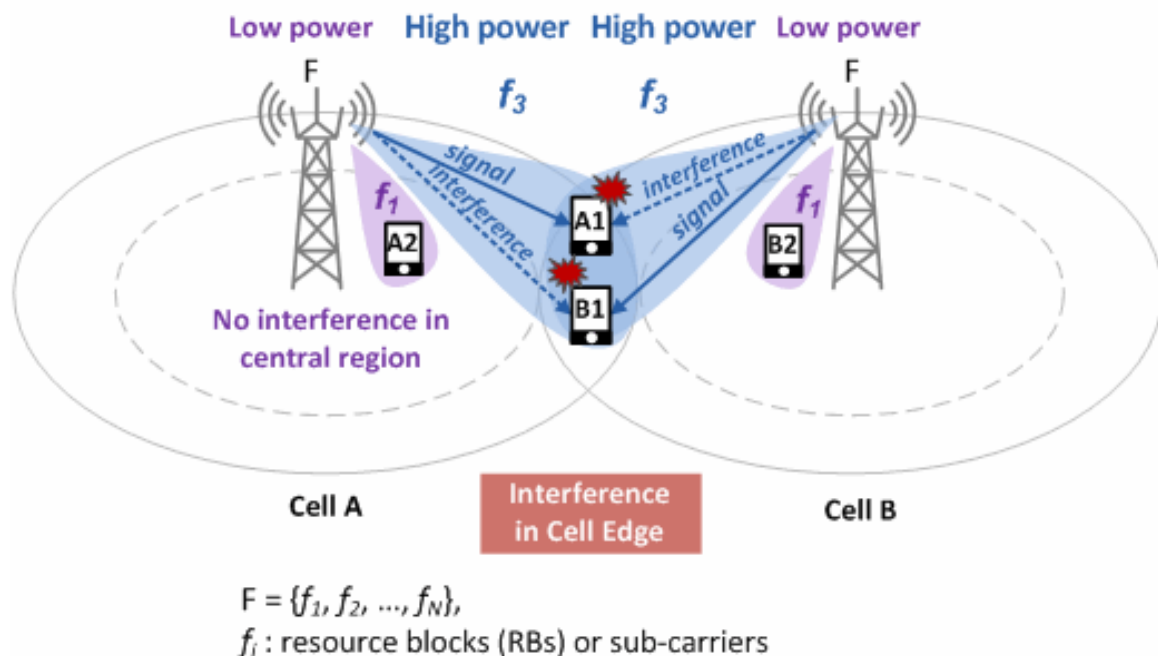 Low power High power High power Low power
F F
f3 f3
signal
interference
interference
signal
f1 f1
A1
A2 B2
B1
No interference in
central region
Cell A Cell B
Interference
in Cell Edge
F = {f1, f2, ..., fN},
fi : resource blocks (RBs) or sub-carriers